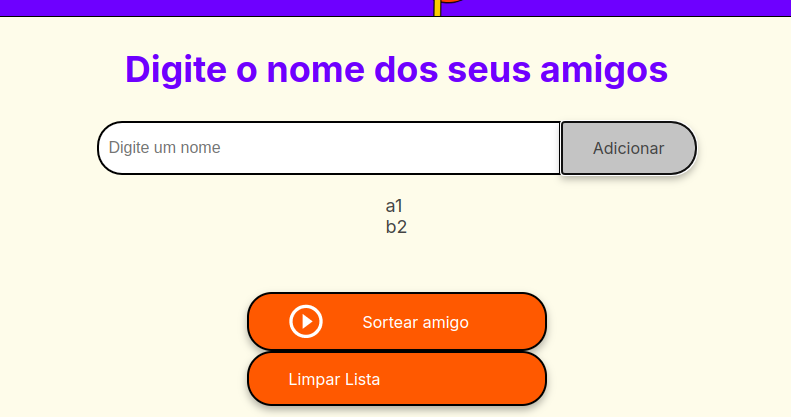 Digite o nome dos seus amigos
Digite um nome
Adicionar
a1
b2
Sortear amigo
Limpar Lista